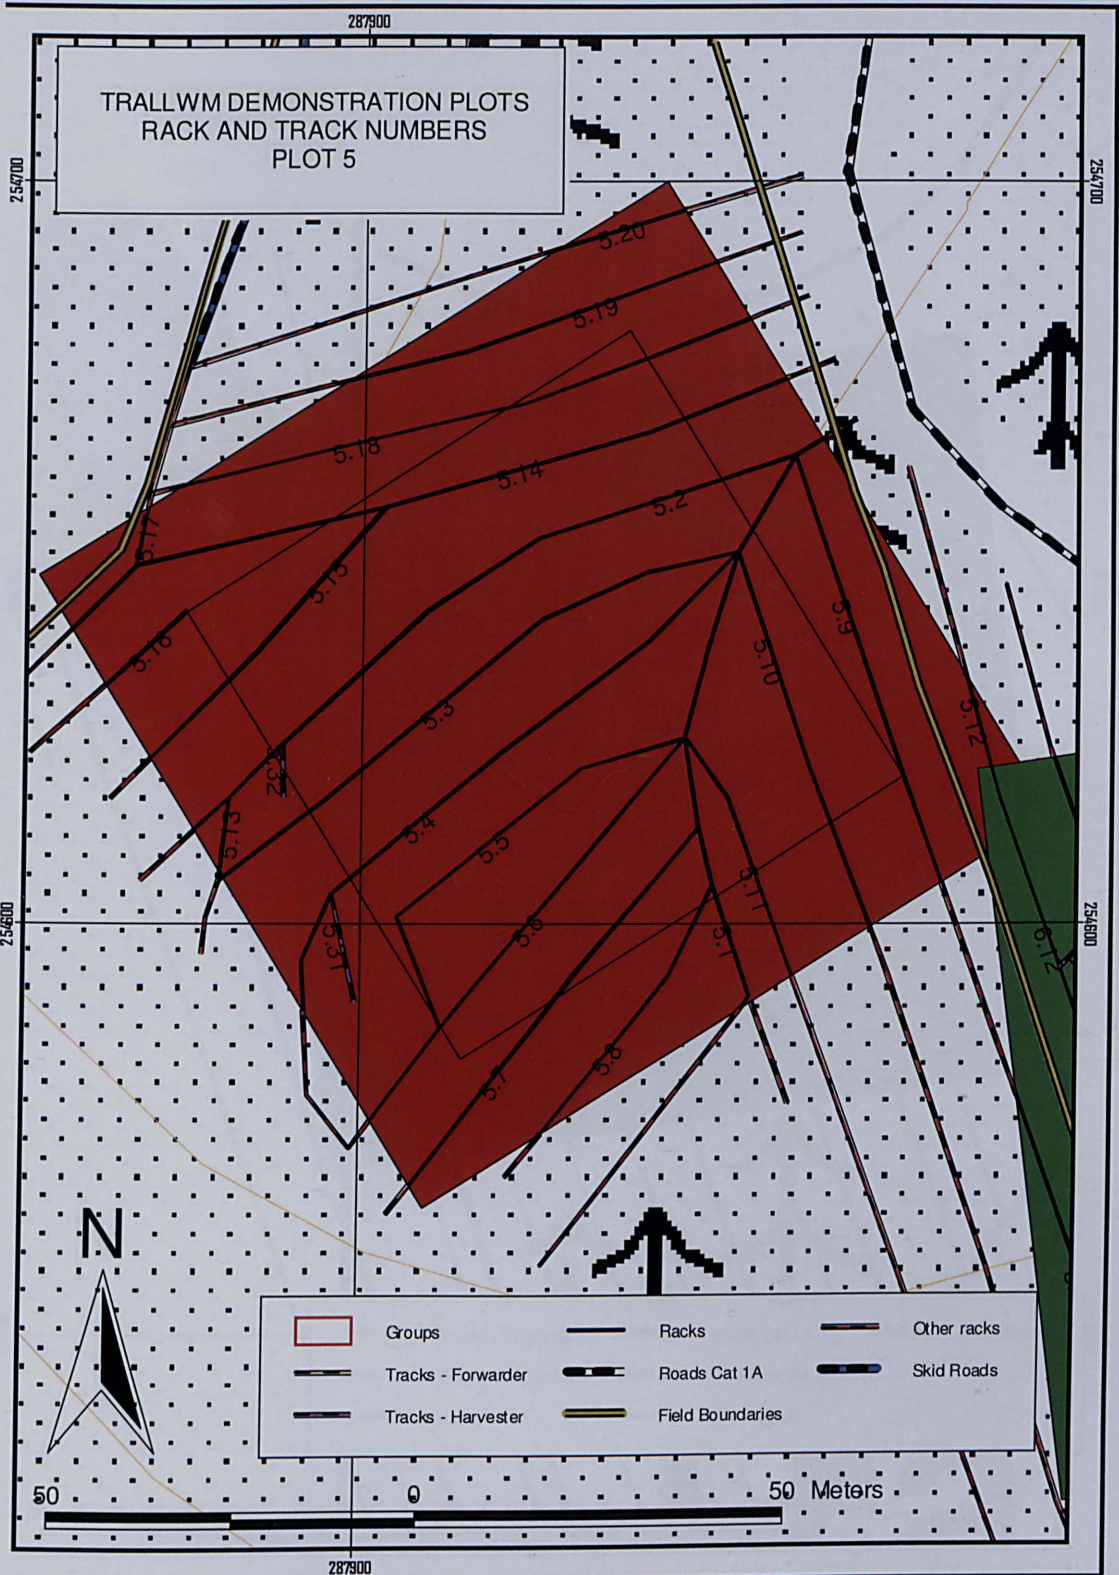 287900
TRALLWM DEMONSTRATION PLOTS
RACK AND TRACK NUMBERS
PLOT 5
254700
254700
5.20
5.19
5.18
5.14
5.2
5.17
5.15
5.16
5.9
5.10
5.3
5.12
5.32
5.13
5.4
5.5
5.11
254600
254600
5.6
5.31
5.1
6.12
5.8
5.7
N
Groups
Racks
Other racks
Tracks - Forwarder
Roads Cat 1A
Skid Roads
Tracks - Harvester
Field Boundaries
50
0
50 Meters
287900